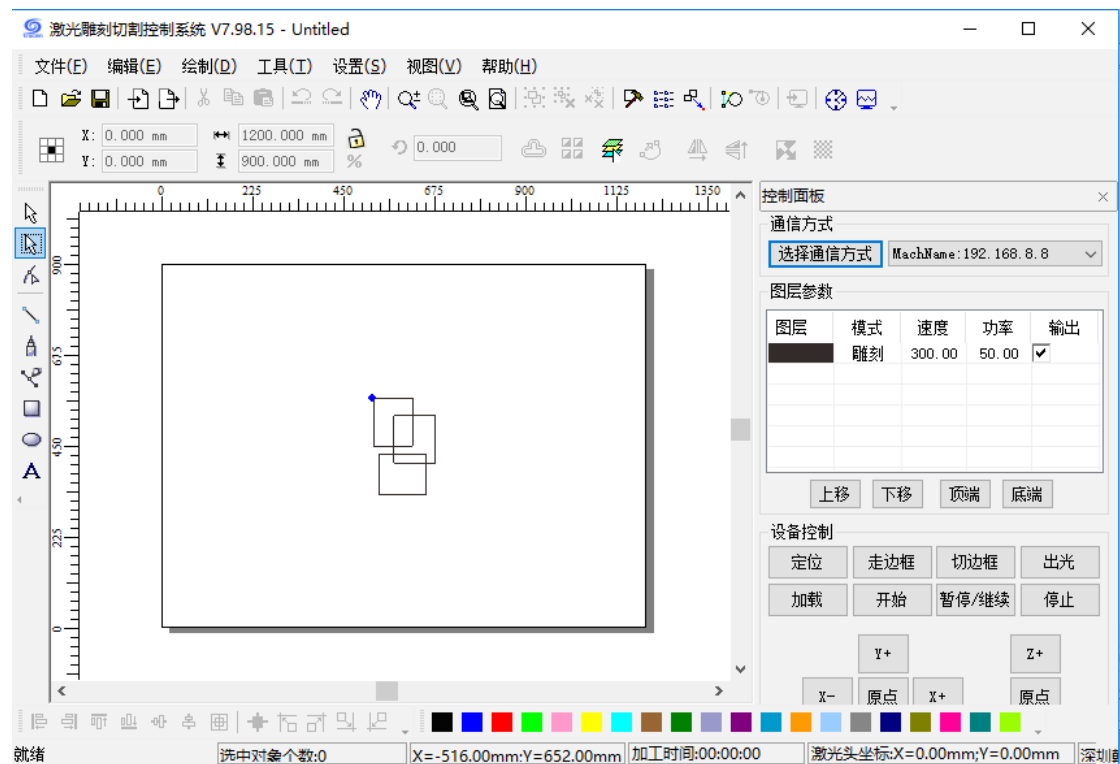 激光雕刻切割控制系统 V7.98.15 - Untitled
文件(F) 编辑(E) 绘制(D) 工具(T) 设置(S) 视图(V) 帮助(H)
X: 0.000 mm 1200.000 mm 0.000
Y: 0.000 mm 900.000 mm %
0 225 450 675 900 1125 1350
900
675
450
225
0
A
控制面板
通信方式
选择通信方式 MachName:192.168.8.8
图层参数
图层 模式 速度 功率 输出
雕刻 300.00 50.00
上移 下移 顶端 底端
设备控制
定位 走边框 切边框 出光
加载 开始 暂停/继续 停止
Y+ Z+
X- 原点 X+ 原点
就绪 选中对象个数:0 X=-516.00mm;Y=652.00mm 加工时间:00:00:00 激光头坐标:X=0.00mm;Y=0.00mm 深圳